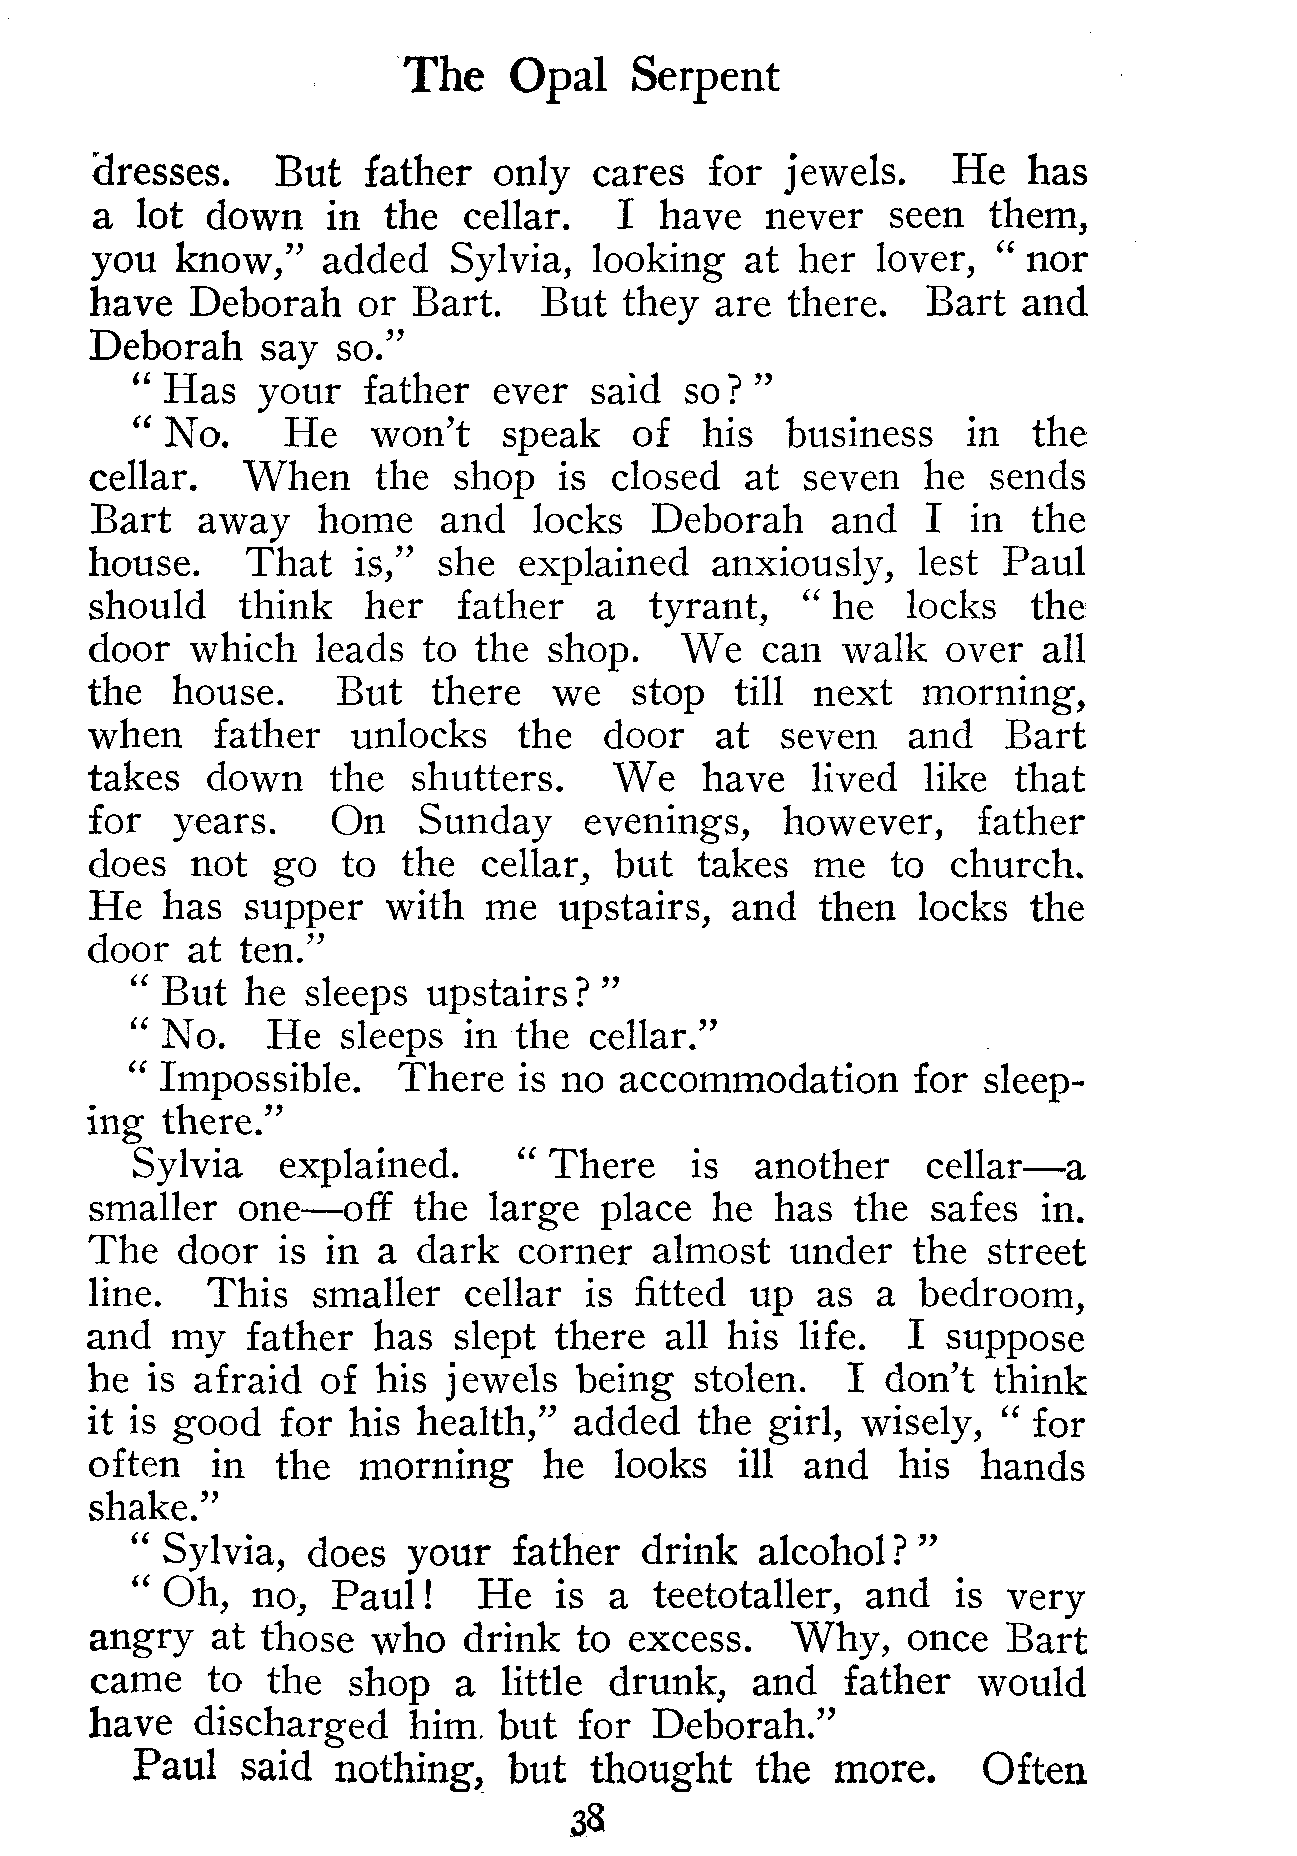 The Opal Serpent
dresses. But father only cares for jewels. He has
a lot down in the cellar. I have never seen them,
you know,” added Sylvia, looking at her lover, “ nor
have Deborah or Bart. But they are there. Bart and
Deborah say so.”
“ Has your father ever said so? ”
“ No. He won’t speak of his business in the
cellar. When the shop is closed at seven he sends
Bart away home and locks Deborah and I in the
house. That is,” she explained anxiously, lest Paul
should think her father a tyrant, “ he locks the
door which leads to the shop. We can walk over all
the house. But there we stop till next morning,
when father unlocks the door at seven and Bart
takes down the shutters. We have lived like that
for years. On Sunday evenings, however, father
does not go to the cellar, but takes me to church.
He has supper with me upstairs, and then locks the
door at ten.”
“ But he sleeps upstairs? ”
“ No. He sleeps in the cellar.”
“ Impossible. There is no accommodation for sleep-
ing there.”
Sylvia explained. “ There is another cellar—a
smaller one—off the large place he has the safes in.
The door is in a dark corner almost under the street
line. This smaller cellar is fitted up as a bedroom,
and my father has slept there all his life. I suppose
he is afraid of his jewels being stolen. I don’t think
it is good for his health,” added the girl, wisely, “ for
often in the morning he looks ill and his hands
shake.”
“ Sylvia, does your father drink alcohol? ”
“ Oh, no, Paul! He is a teetotaller, and is very
angry at those who drink to excess. Why, once Bart
came to the shop a little drunk, and father would
have discharged him. but for Deborah.”
Paul said nothing, but thought the more. Often
38